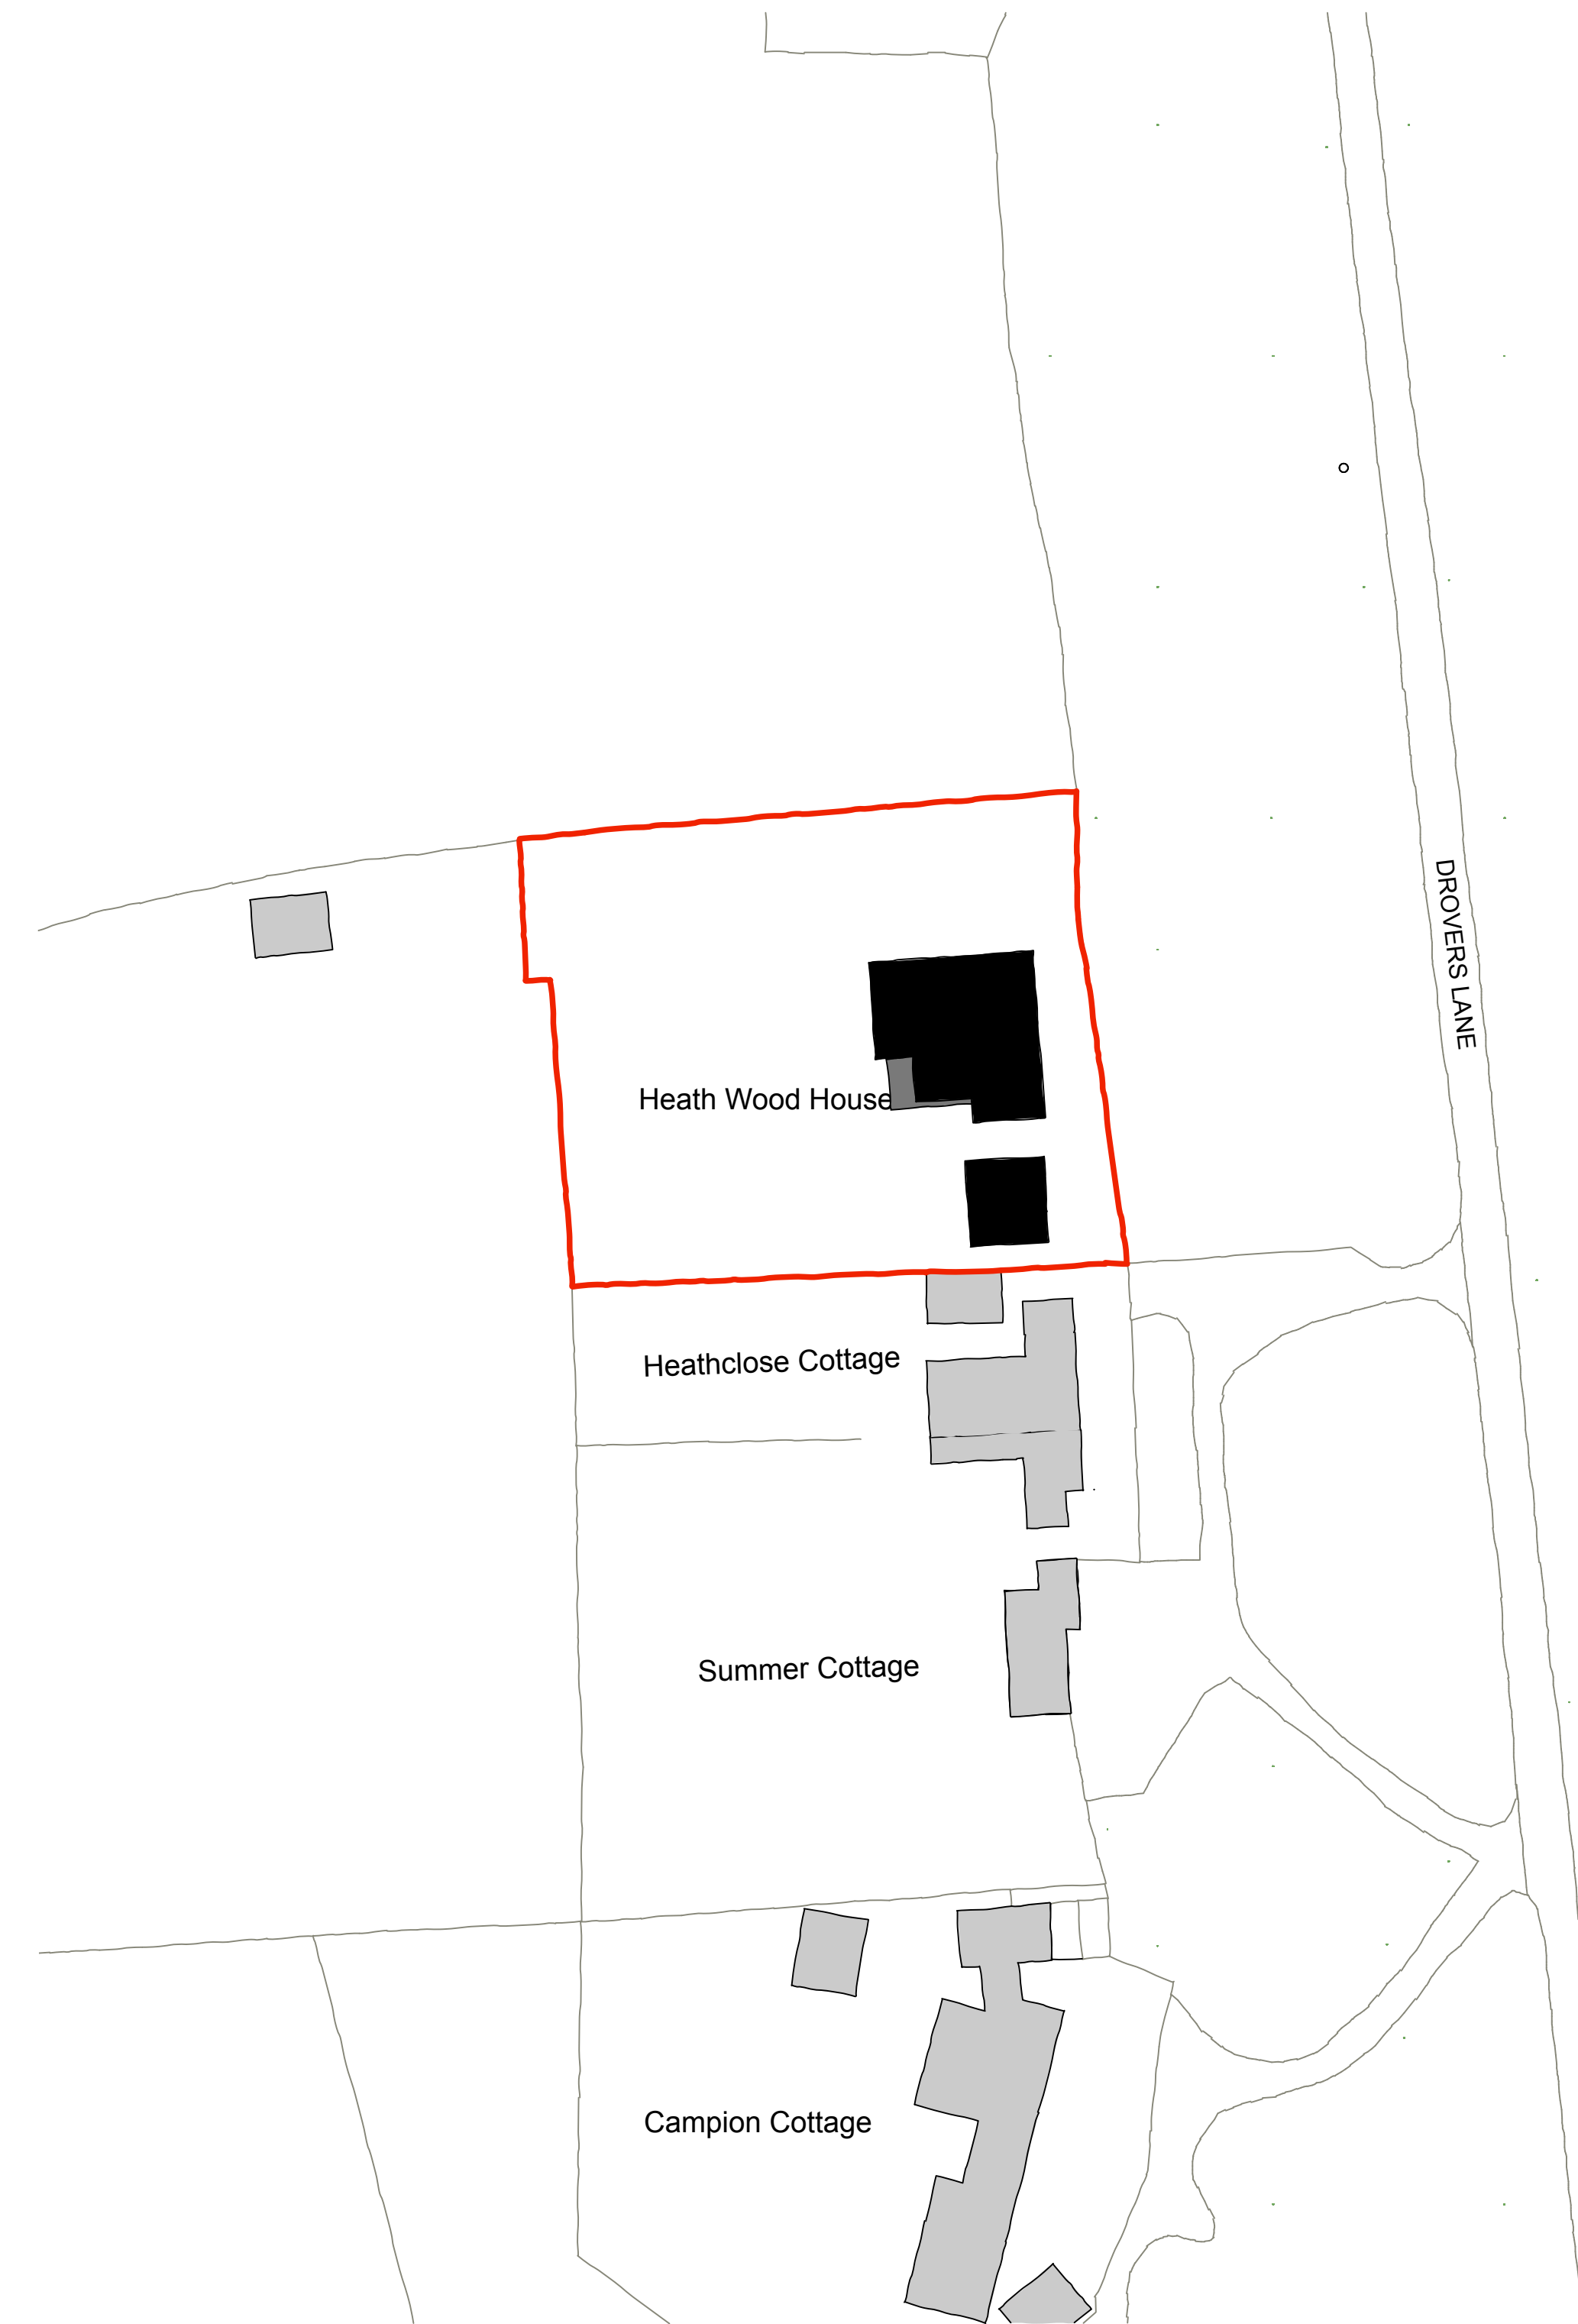 DROVERS LANE
Heath Wood House
Heathclose Cottage
Summer Cottage
Campion Cottage